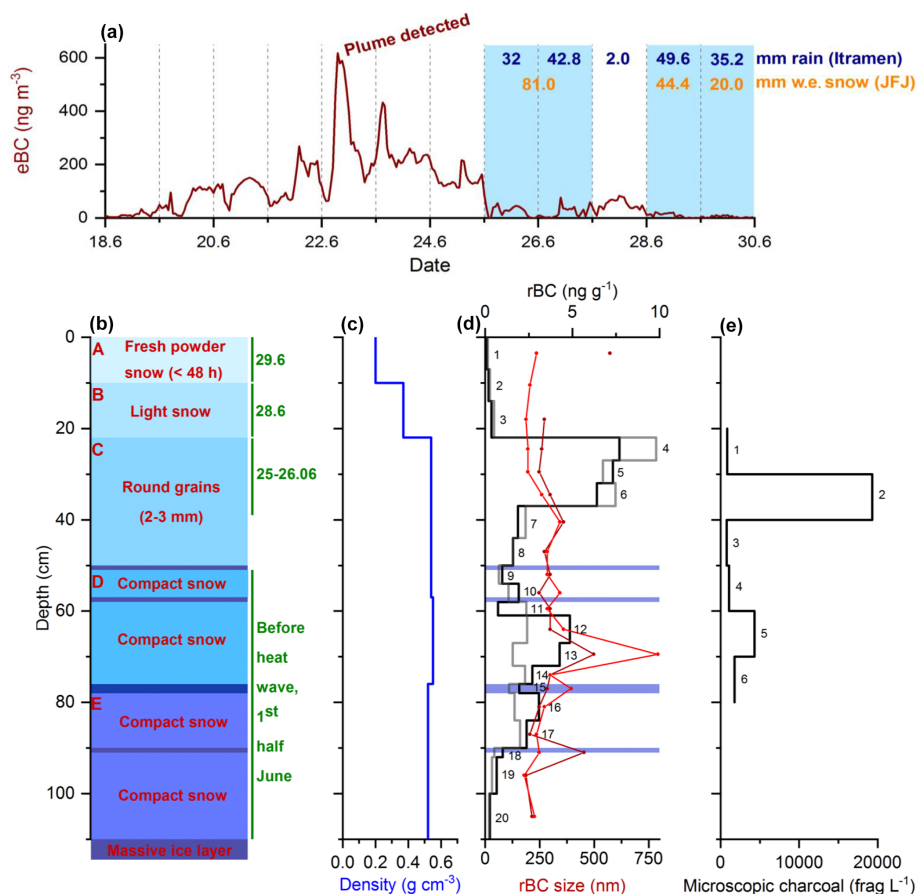 (a)
Plume detected
32 42.8 2.0 49.6 35.2 mm rain (Itramen)
81.0 44.4 20.0 mm w.e. snow (JFJ)
600
400
200
0
eBC (ng m⁻³)
18.6 20.6 22.6 24.6 26.6 28.6 30.6
Date
rBC (ng g⁻¹)
0 5 10
(b) (c) (d) (e)
0
20
40
60
80
100
Depth (cm)
A Fresh powder
snow (< 48 h)
29.6
B
Light snow
28.6
C
Round grains
(2-3 mm)
25-26.06
D
Compact snow
Compact snow
E
Compact snow
Compact snow
Massive ice layer
Before
heat
wave,
1st
half
June
0.0 0.2 0.4 0.6
Density (g cm⁻³)
1
2
3
4
5
6
7
8
9
10
11
12
13
14
15
16
17
18
19
20
0 250 500 750
rBC size (nm)
1
2
3
4
5
6
0 10000 20000
Microscopic charcoal (frag L⁻¹)